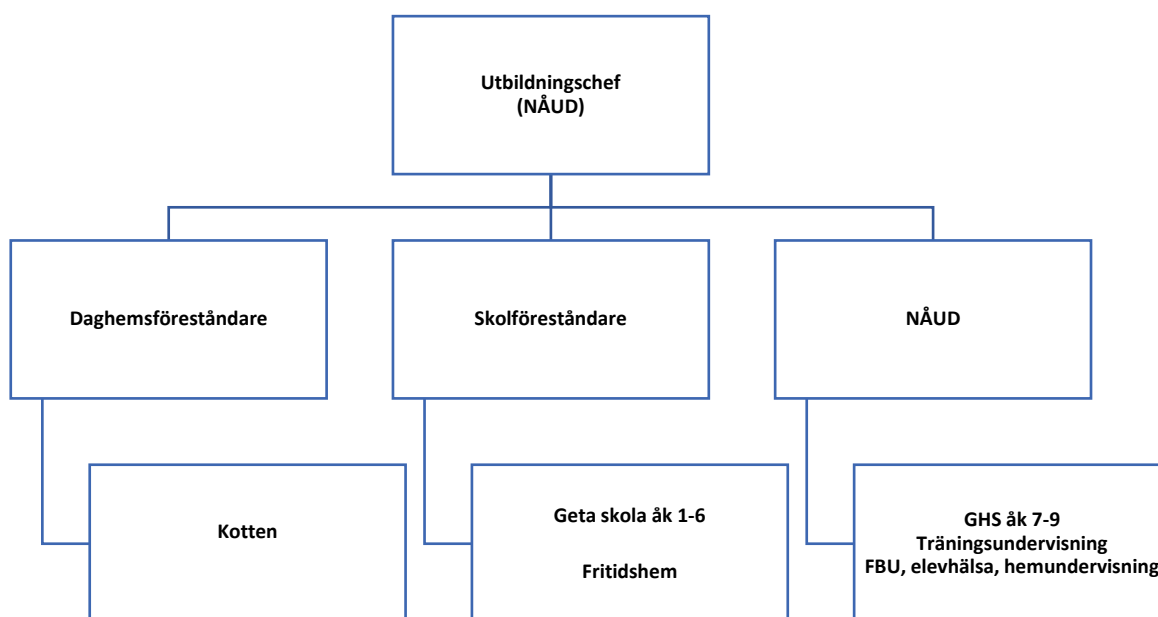 Utbildningschef
(NÅUD)
Daghemsföreståndare
Skolföreståndare
NÅUD
Kotten
Geta skola åk 1-6
Fritidshem
GHS åk 7-9
Träningsundervisning
FBU, elevhälsa, hemundervisning